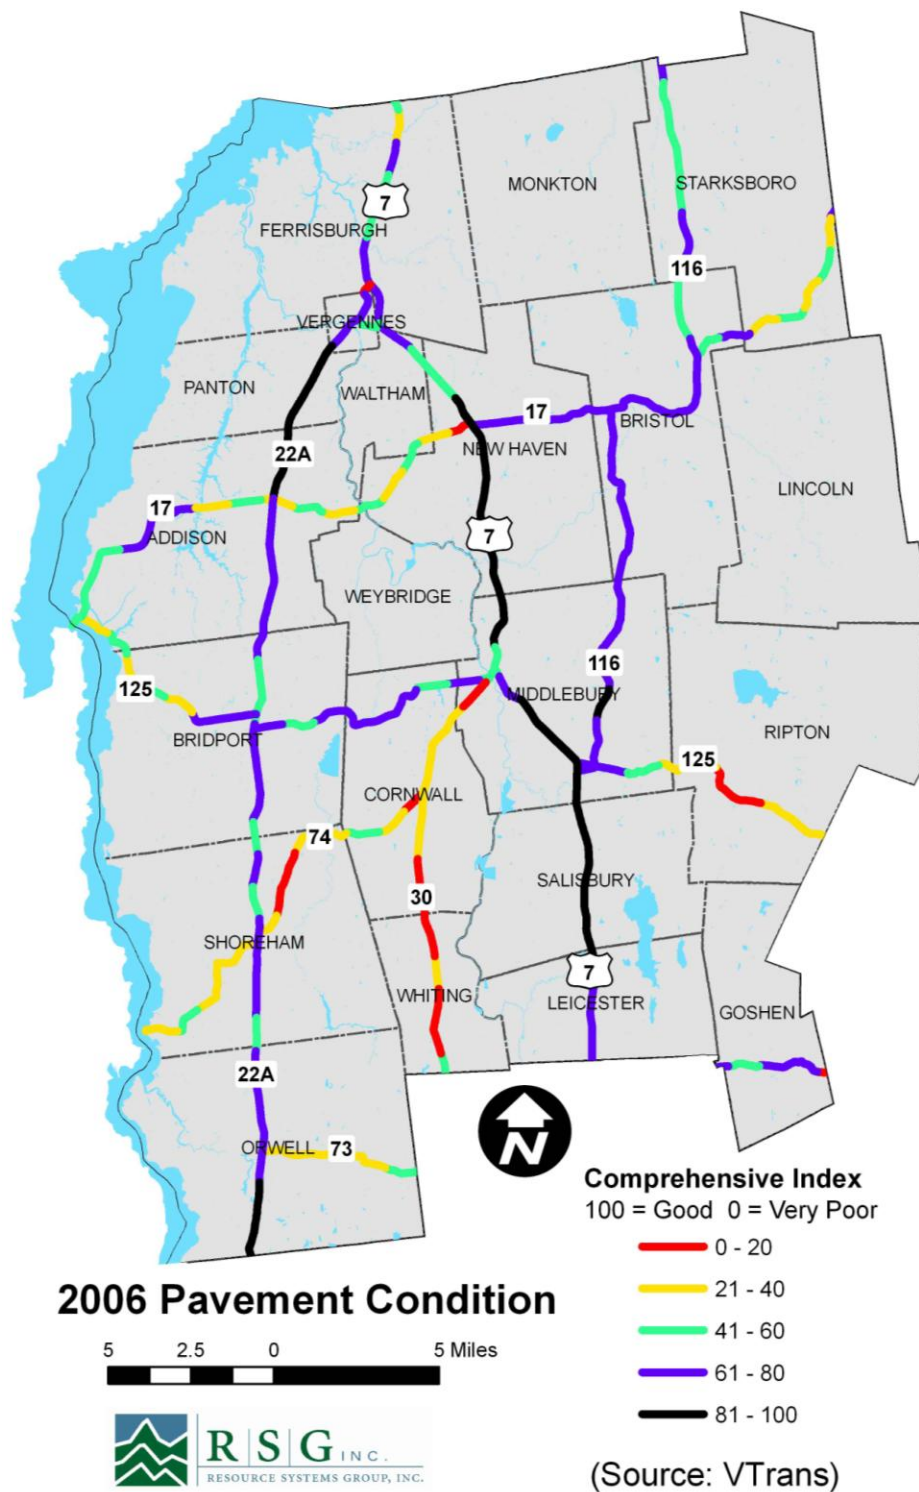 MONKTON
STARKSBORO
7
FERRISBURGH
116
VERGENNES
PANTON
WALTHAM
17
BRISTOL
22A
NEW HAVEN
LINCOLN
17
7
ADDISON
WEYBRIDGE
116
125
MIDDLEBURY
BRIDPORT
RIPTON
125
CORNWALL
74
SALISBURY
30
SHOREHAM
7
WHITING
LEICESTER
GOSHEN
22A
N
ORWELL
73
Comprehensive Index
100 = Good 0 = Very Poor
0 - 20
21 - 40
41 - 60
61 - 80
81 - 100
2006 Pavement Condition
5 2.5 0 5 Miles
RSG INC.
RESOURCE SYSTEMS GROUP, INC.
(Source: VTrans)